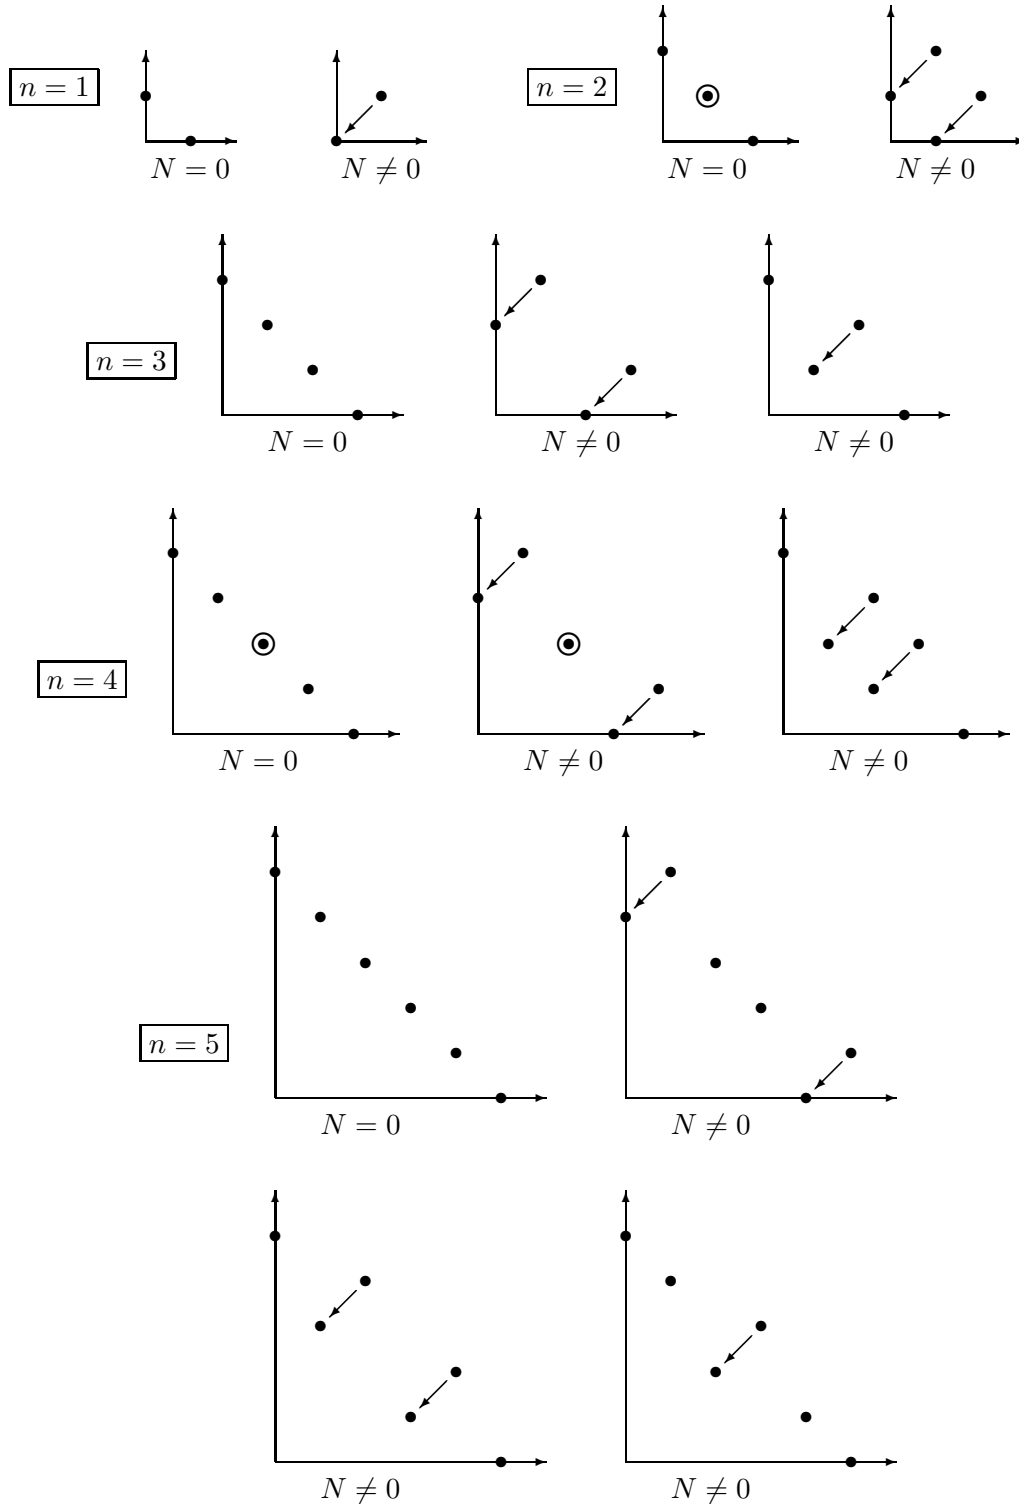 n = 1
N = 0
N ≠ 0
n = 2
N = 0
N ≠ 0
n = 3
N = 0
N ≠ 0
N ≠ 0
n = 4
N = 0
N ≠ 0
N ≠ 0
n = 5
N = 0
N ≠ 0
N ≠ 0
N ≠ 0